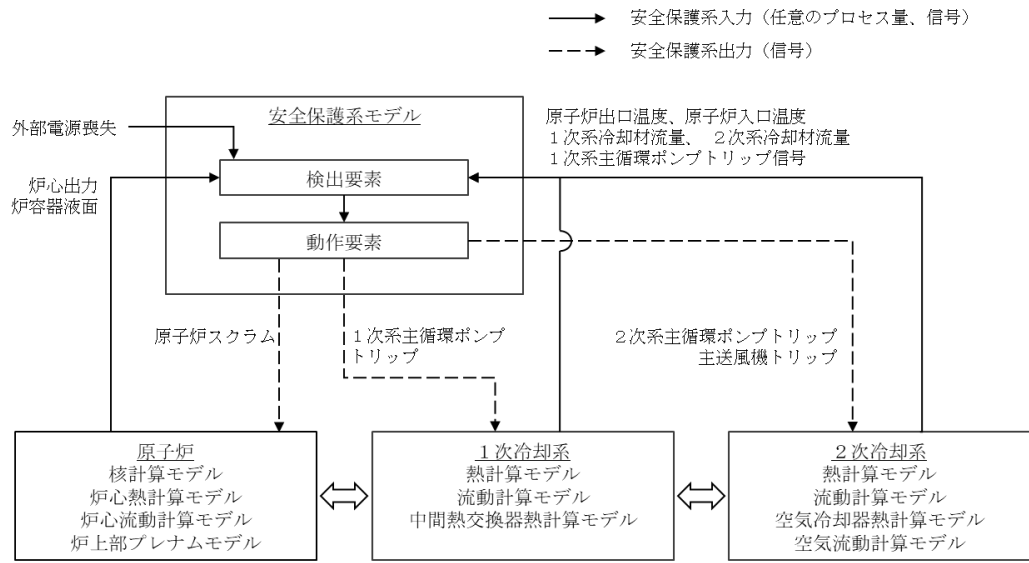 安全保護系入力（任意のプロセス量、信号）
安全保護系出力（信号）
安全保護系モデル
外部電源喪失
検出要素
動作要素
炉心出力
炉容器液面
原子炉出口温度、原子炉入口温度
１次系冷却材流量、２次系冷却材流量
１次系主循環ポンプトリップ信号
原子炉スクラム
１次系主循環ポンプ
トリップ
２次系主循環ポンプトリップ
主送風機トリップ
原子炉
核計算モデル
炉心熱計算モデル
炉心流動計算モデル
炉上部プレナムモデル
１次冷却系
熱計算モデル
流動計算モデル
中間熱交換器熱計算モデル
２次冷却系
熱計算モデル
流動計算モデル
空気冷却器熱計算モデル
空気流動計算モデル